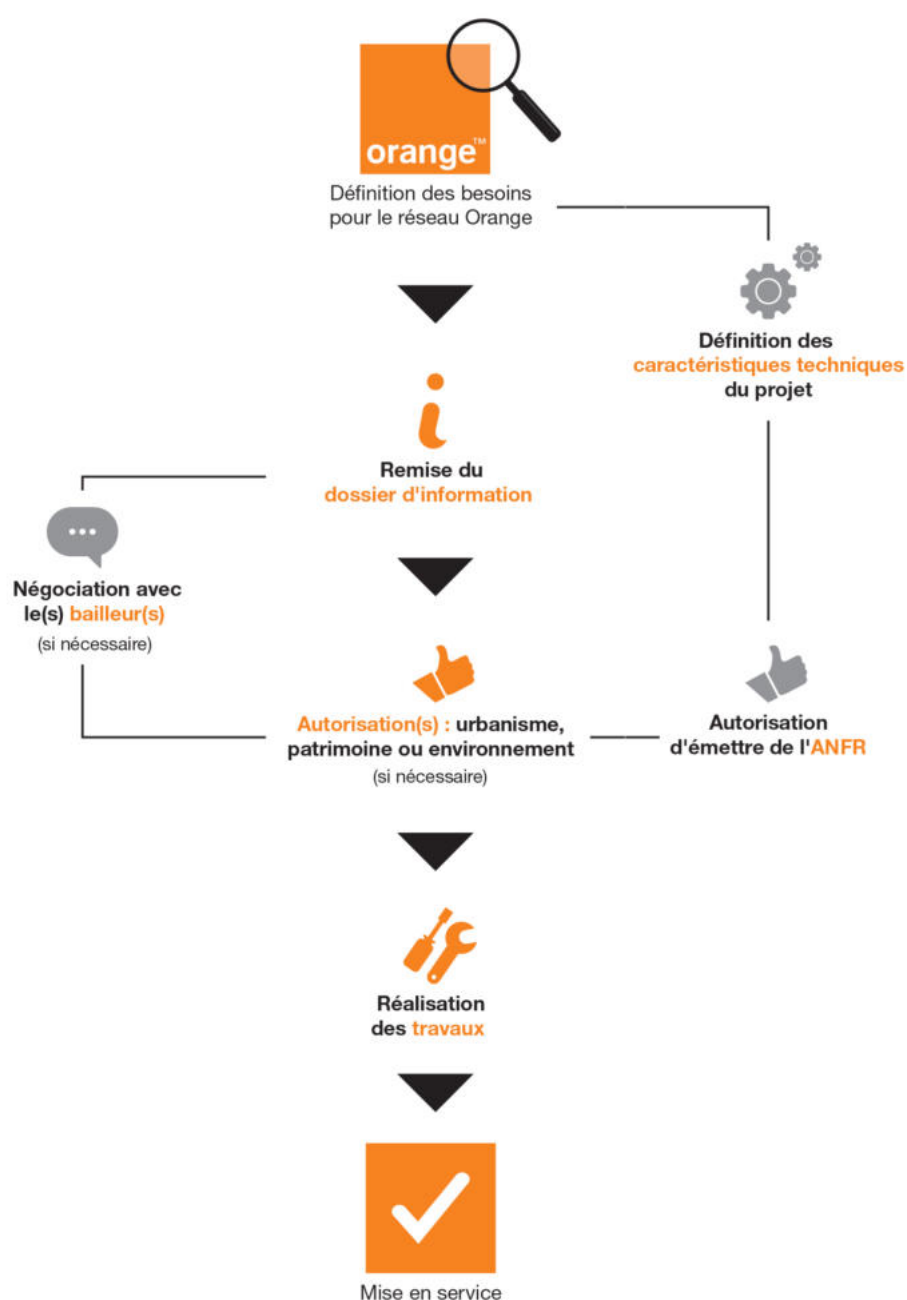 orange™
Définition des besoins
pour le réseau Orange
Définition des
caractéristiques techniques
du projet
Remise du
dossier d'information
Négociation avec
le(s) bailleur(s)
(si nécessaire)
Autorisation(s) : urbanisme,
patrimoine ou environnement
(si nécessaire)
Autorisation
d'émettre de l'ANFR
Réalisation
des travaux
Mise en service